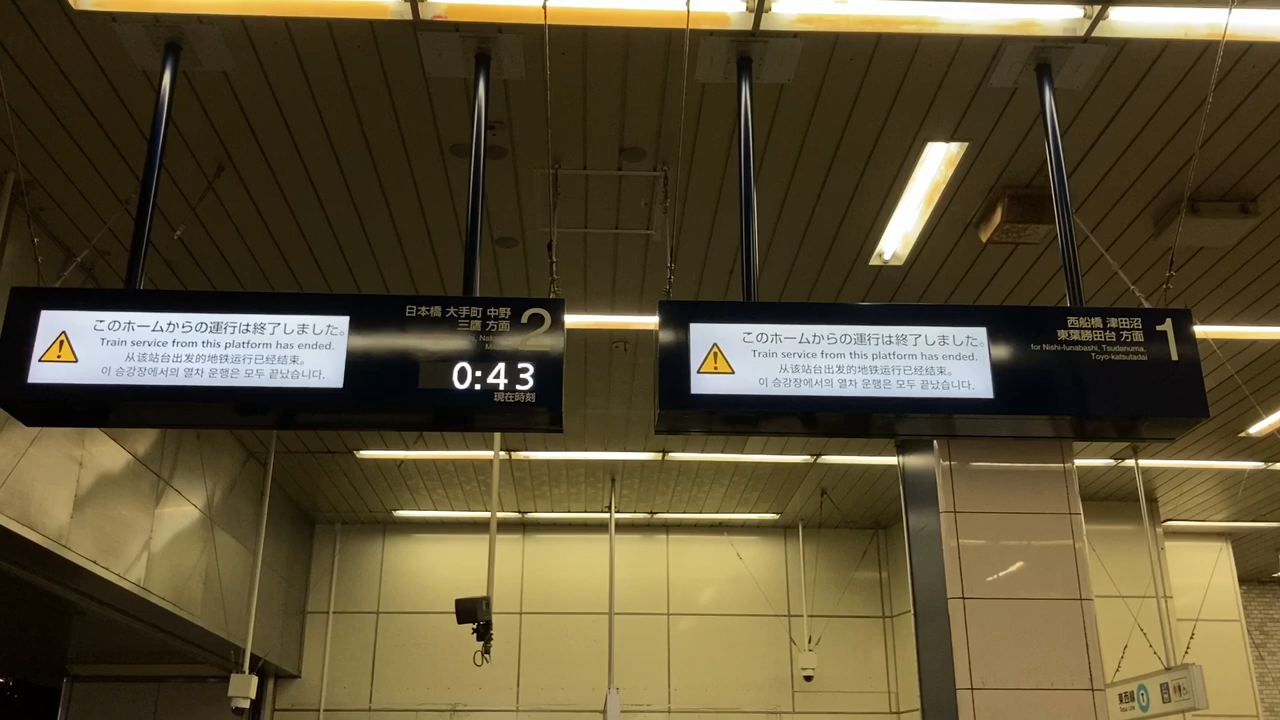 このホームからの運行は終了しました。
Train service from this platform has ended.
从该站台出发的地铁运行已经结束。
이 승강장에서의 열차 운행은 모두 끝났습니다.
日本橋 大手町 中野
三鷹 方面
2
0:43
現在時刻
このホームからの運行は終了しました。
Train service from this platform has ended.
从该站台出发的地铁运行已经结束。
이 승강장에서의 열차 운행은 모두 끝났습니다.
西船橋 津田沼
東葉勝田台 方面
for Nishi-funabashi, Tsudanuma,
Toyo-katsutadai
1
東西線
Tozai Line
T